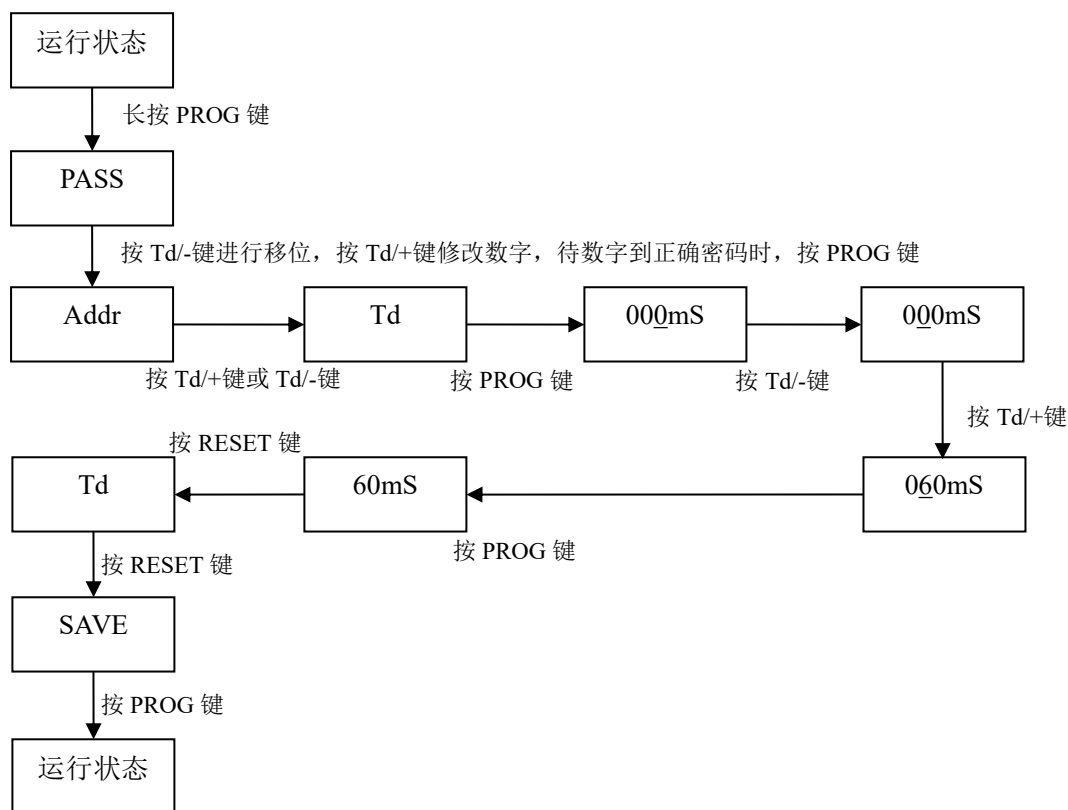 运行状态
长按 PROG 键
PASS
按 Td/-键进行移位，按 Td/+键修改数字，待数字到正确密码时，按 PROG 键
Addr
Td
000mS
000mS
按 Td/+键或 Td/-键
按 PROG 键
按 Td/-键
按 Td/+键
按 RESET 键
Td
60mS
060mS
按 PROG 键
按 RESET 键
SAVE
按 PROG 键
运行状态